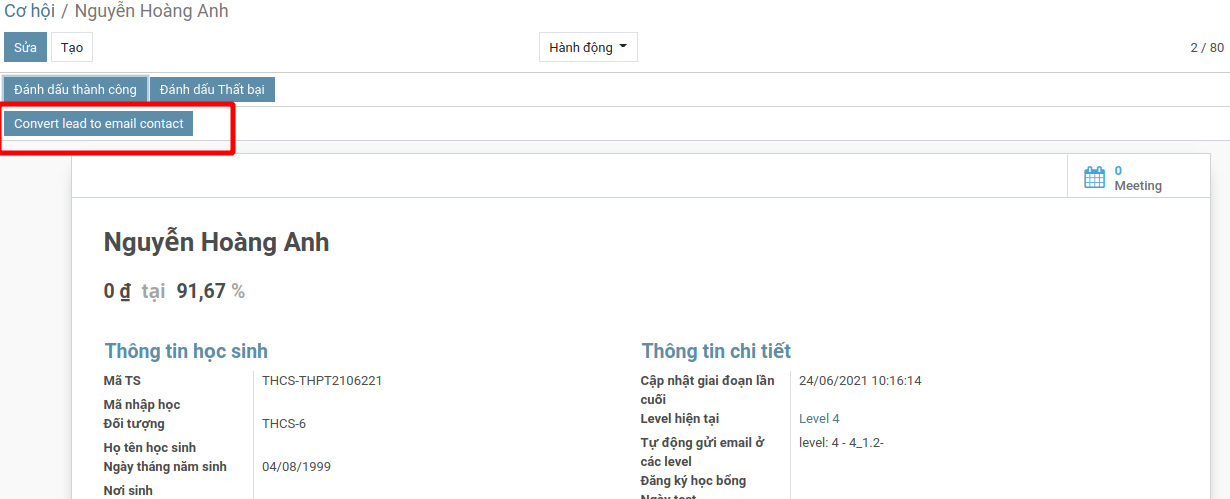 Cơ hội / Nguyễn Hoàng Anh
Sửa Tạo Hành động 2 / 80
Đánh dấu thành công Đánh dấu Thất bại
Convert lead to email contact
0
Meeting
Nguyễn Hoàng Anh
0 ₫ tại 91,67 %
Thông tin học sinh
Mã TS THCS-THPT2106221
Mã nhập học
Đối tượng THCS-6
Họ tên học sinh
Ngày tháng năm sinh 04/08/1999
Nơi sinh
Thông tin chi tiết
Cập nhật giai đoạn lần 24/06/2021 10:16:14
cuối
Level hiện tại Level 4
Tự động gửi email ở level: 4 - 4_1.2-
các level
Đăng ký học bổng
Ngày test